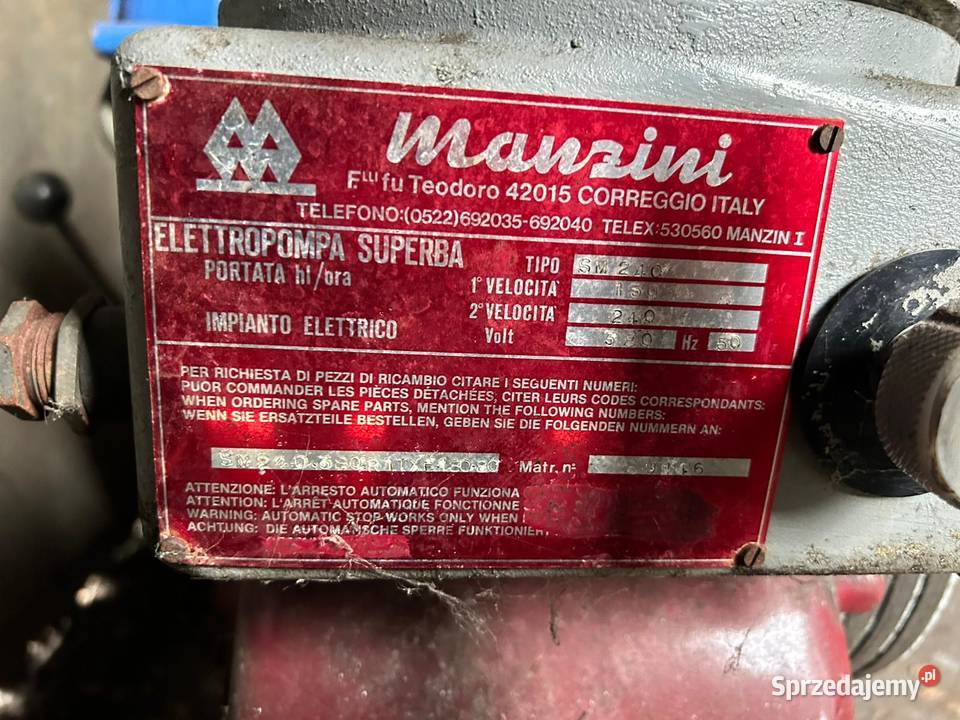 Manzini
F.lli fu Teodoro 42015 CORREGGIO ITALY
TELEFONO:(0522)692035-692040 TELEX:530560 MANZIN I
ELETTROPOMPA SUPERBA
PORTATA hl/ora
IMPIANTO ELETTRICO
TIPO SM 240
1° VELOCITA
2° VELOCITA 240
Volt 380 Hz 50
PER RICHIESTA DI PEZZI DI RICAMBIO CITARE I SEGUENTI NUMERI:
PUOR COMMANDER LES PIÈCES DÉTACHÉES, CITER LEURS CODES CORRESPONDANTS:
WHEN ORDERING SPARE PARTS, MENTION THE FOLLOWING NUMBERS:
WENN SIE ERSATZTEILE BESTELLEN, GEBEN SIE DIE FOLGENDEN NUMMERN AN:
Matr. n°
ATTENZIONE: L'ARRESTO AUTOMATICO FUNZIONA
ATTENTION: L'ARRÊT AUTOMATIQUE FONCTIONNE
WARNING: AUTOMATIC STOP WORKS ONLY WHEN
ACHTUNG: DIE AUTOMATISCHE SPERRE FUNKTIONIERT
Sprzedajemy.pl